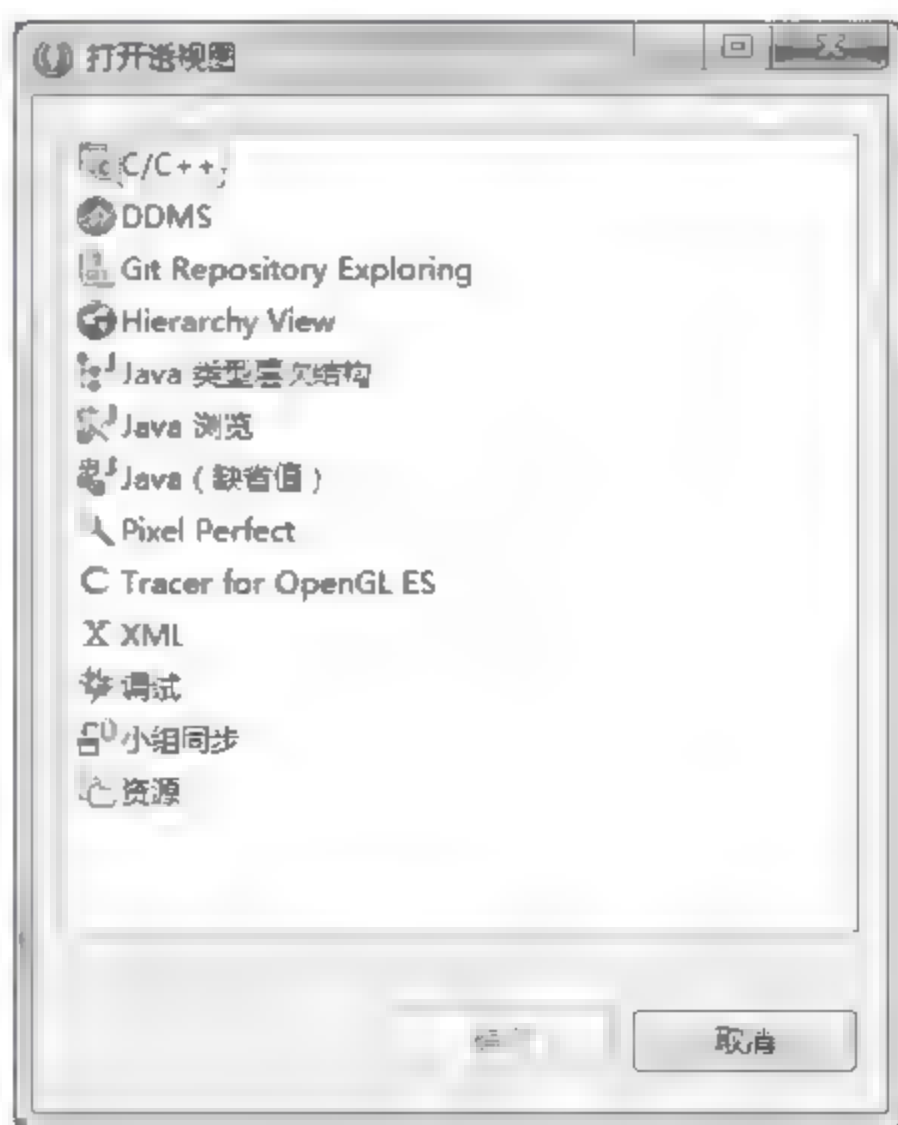 打开透视图
C/C++
DDMS
Git Repository Exploring
Hierarchy View
Java 类型层次结构
Java 浏览
Java（缺省值）
Pixel Perfect
Tracer for OpenGL ES
XML
调试
小组同步
资源
取消